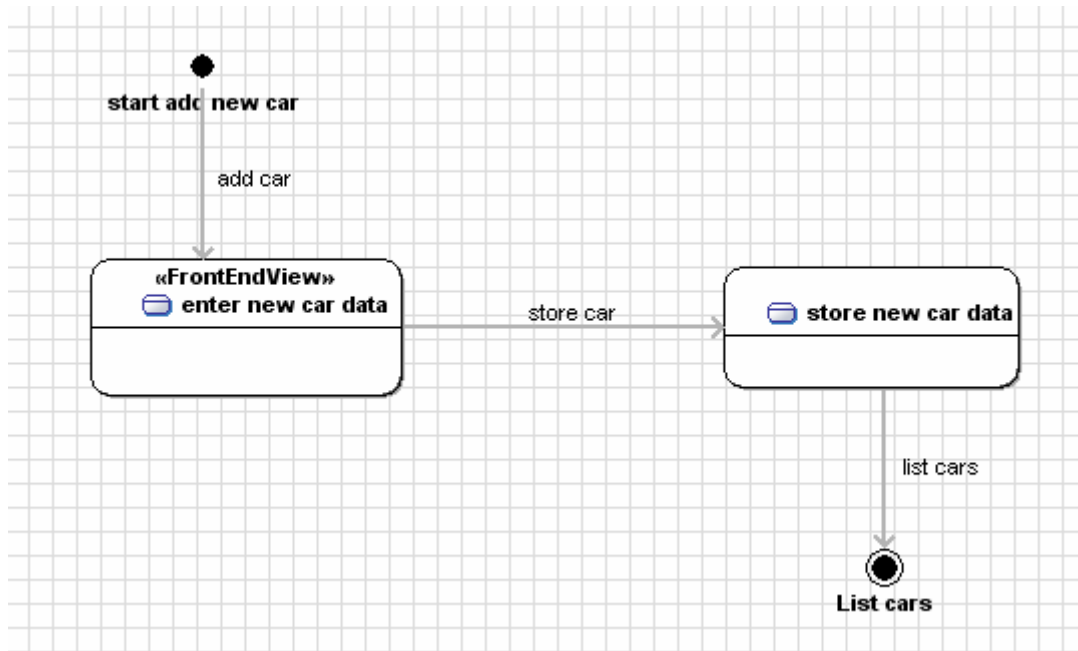 start add new car
add car
«FrontEndView»
enter new car data
store car
store new car data
list cars
List cars